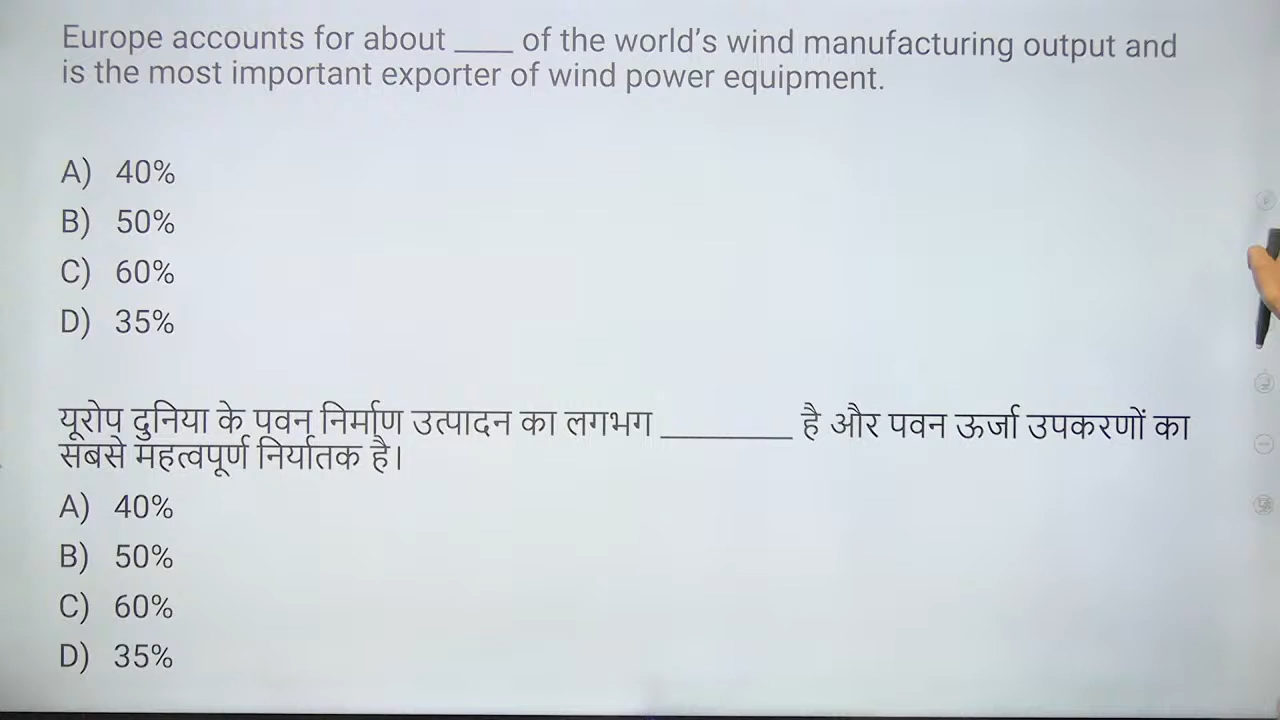 Europe accounts for about ____ of the world's wind manufacturing output and
is the most important exporter of wind power equipment.
A) 40%
B) 50%
C) 60%
D) 35%
यूरोप दुनिया के पवन निर्माण उत्पादन का लगभग ________ है और पवन ऊर्जा उपकरणों का
सबसे महत्वपूर्ण निर्यातक है।
A) 40%
B) 50%
C) 60%
D) 35%